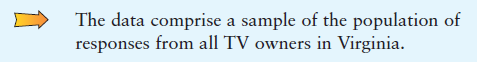 The data comprise a sample of the population of
responses from all TV owners in Virginia.